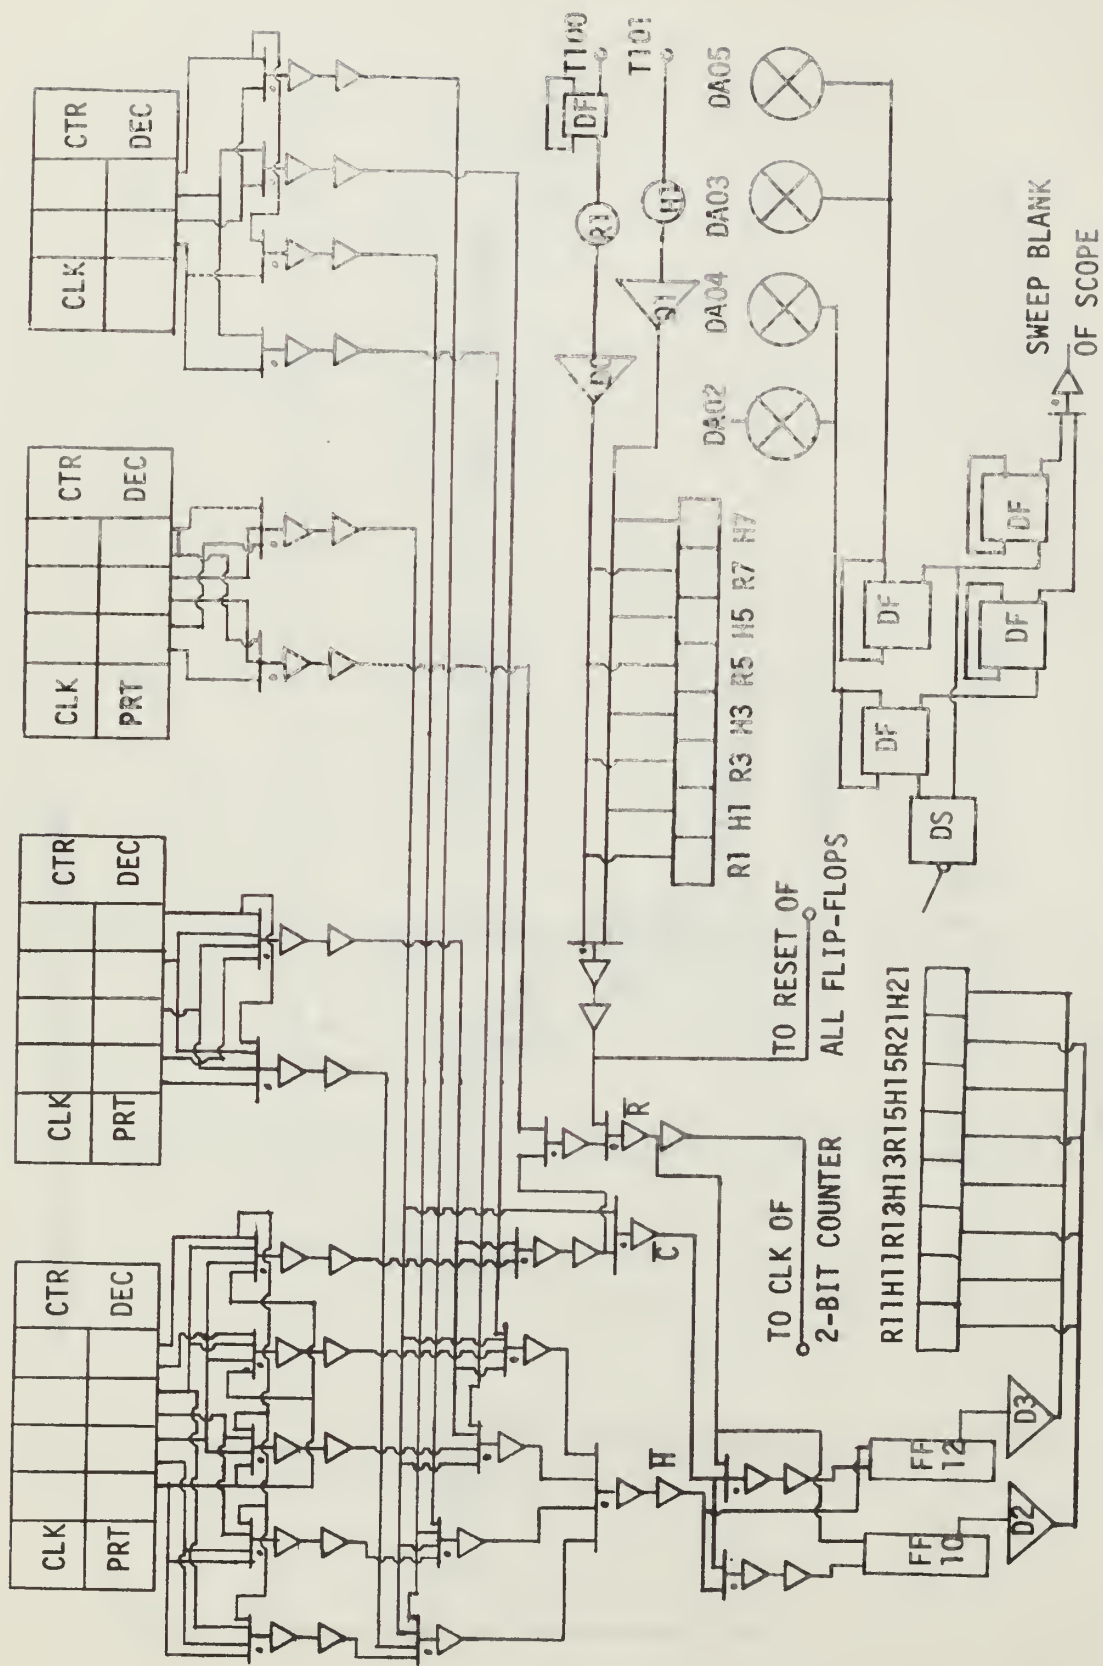 CLK
CTR
PRT
DEC
CLK
CTR
PRT
DEC
CLK
CTR
PRT
DEC
CLK
CTR
DEC
T100
DF
R1
H1
T101
DA02
DA04
DA03
DA05
R1 H1 R3 H3 R5 H5 R7 H7
TO RESET OF
ALL FLIP-FLOPS
R
C
H
TO CLK OF
2-BIT COUNTER
R11H11R13H13R15H15R21H21
DS
DF
DF
DF
DF
SWEEP BLANK
OF SCOPE
FF
10
FF
12
D2
D3